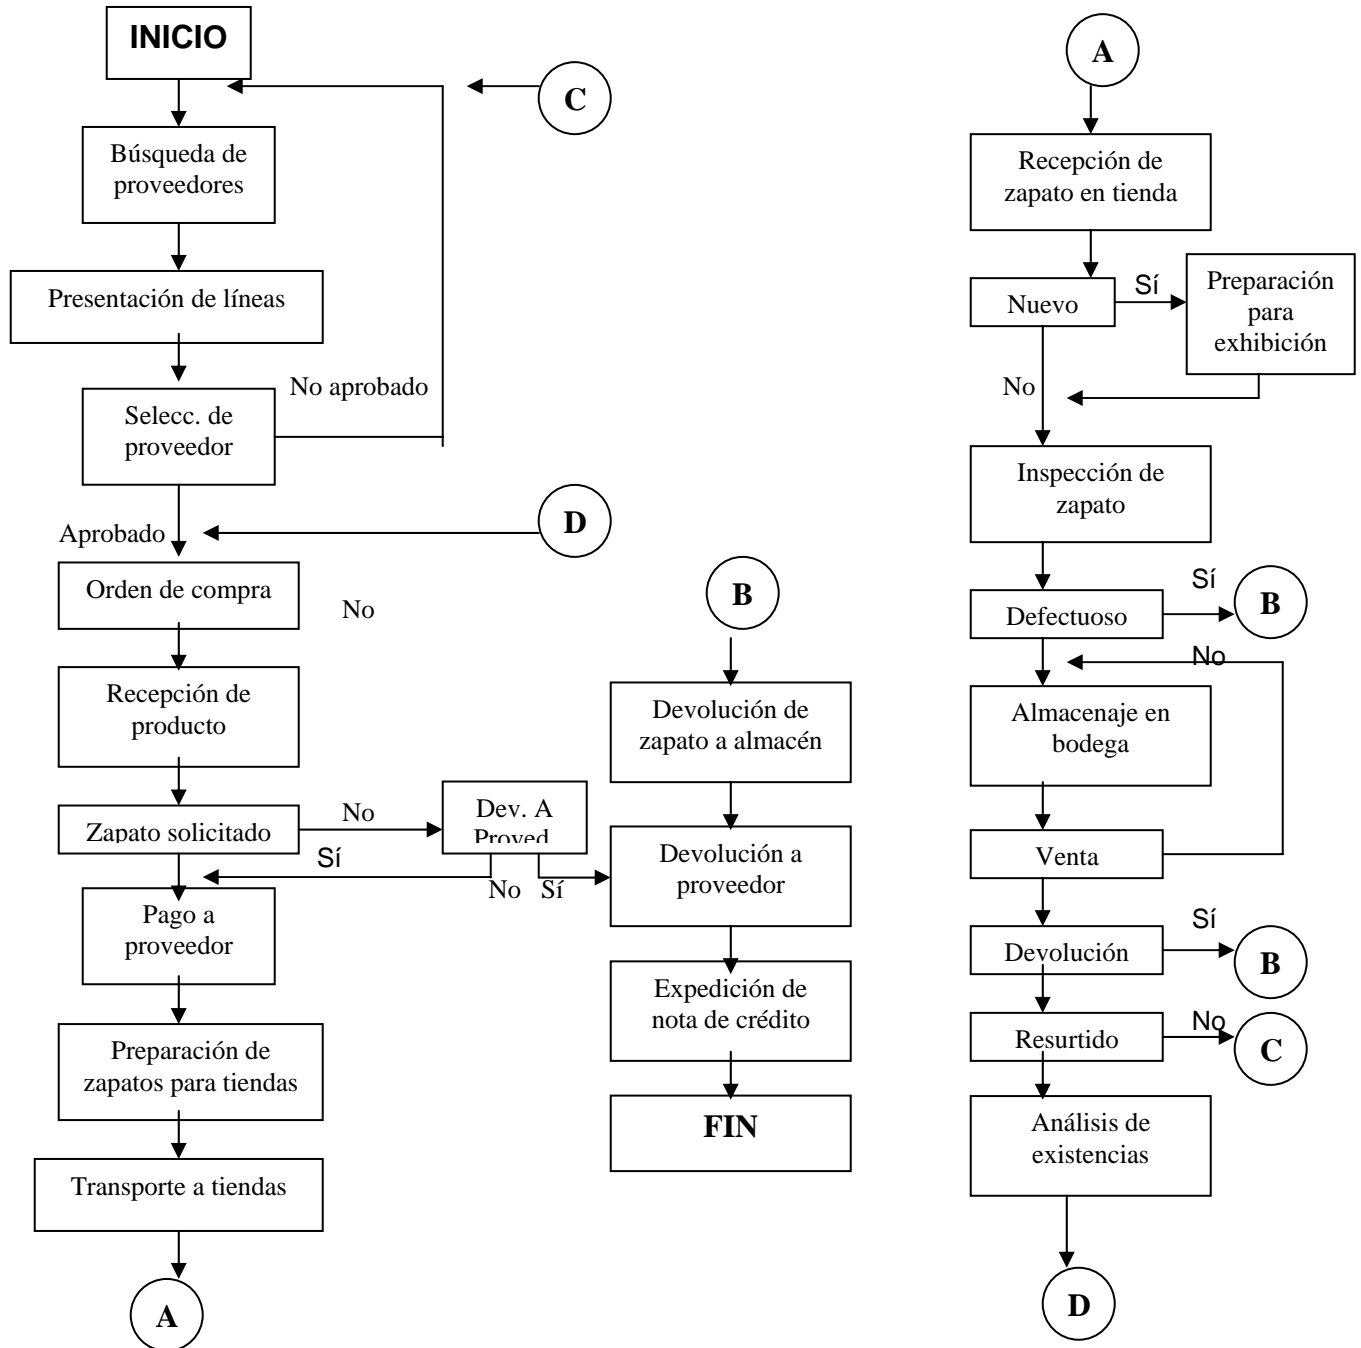 INICIO
C
Búsqueda de
proveedores
Presentación de líneas
No aprobado
Selecc. de
proveedor
Aprobado
D
Orden de compra
No
Recepción de
producto
Zapato solicitado
No
Dev. A
Proved
Sí
No
Sí
Pago a
proveedor
Preparación de
zapatos para tiendas
Transporte a tiendas
A
B
Devolución de
zapato a almacén
Devolución a
proveedor
Expedición de
nota de crédito
FIN
A
Recepción de
zapato en tienda
Nuevo
Sí
Preparación
para
exhibición
No
Inspección de
zapato
Defectuoso
Sí
B
No
Almacenaje en
bodega
Venta
Devolución
Sí
B
Resurtido
No
C
Análisis de
existencias
D